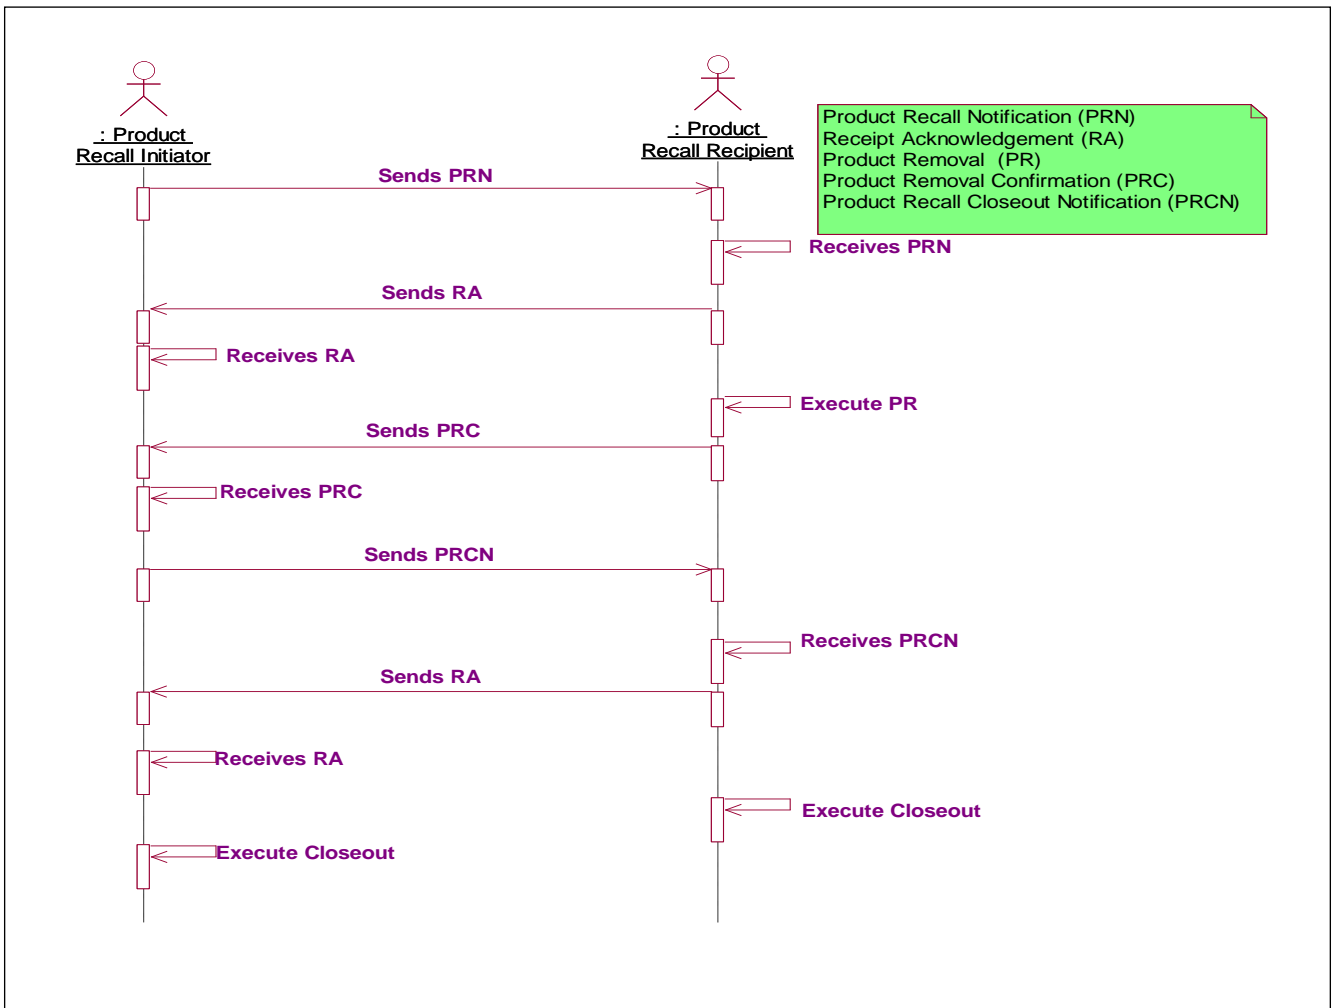 : Product
Recall Initiator
: Product
Recall Recipient
Product Recall Notification (PRN)
Receipt Acknowledgement (RA)
Product Removal  (PR)
Product Removal Confirmation (PRC)
Product Recall Closeout Notification (PRCN)
Sends PRN
Receives PRN
Sends RA
Receives RA
Execute PR
Sends PRC
Receives PRC
Sends PRCN
Receives PRCN
Sends RA
Receives RA
Execute Closeout
Execute Closeout